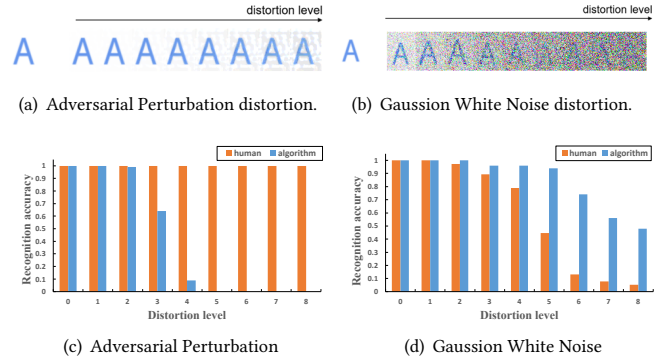 distortion level
A A A A A A A A A
(a) Adversarial Perturbation distortion.
distortion level
A A A A A A
(b) Gaussion White Noise distortion.
human algorithm
Recognition accuracy
1
0.9
0.8
0.7
0.6
0.5
0.4
0.3
0.2
0.1
0
0 1 2 3 4 5 6 7 8
Distortion level
(c) Adversarial Perturbation
human algorithm
Recognition accuracy
1
0.9
0.8
0.7
0.6
0.5
0.4
0.3
0.2
0.1
0
0 1 2 3 4 5 6 7 8
Distortion level
(d) Gaussion White Noise